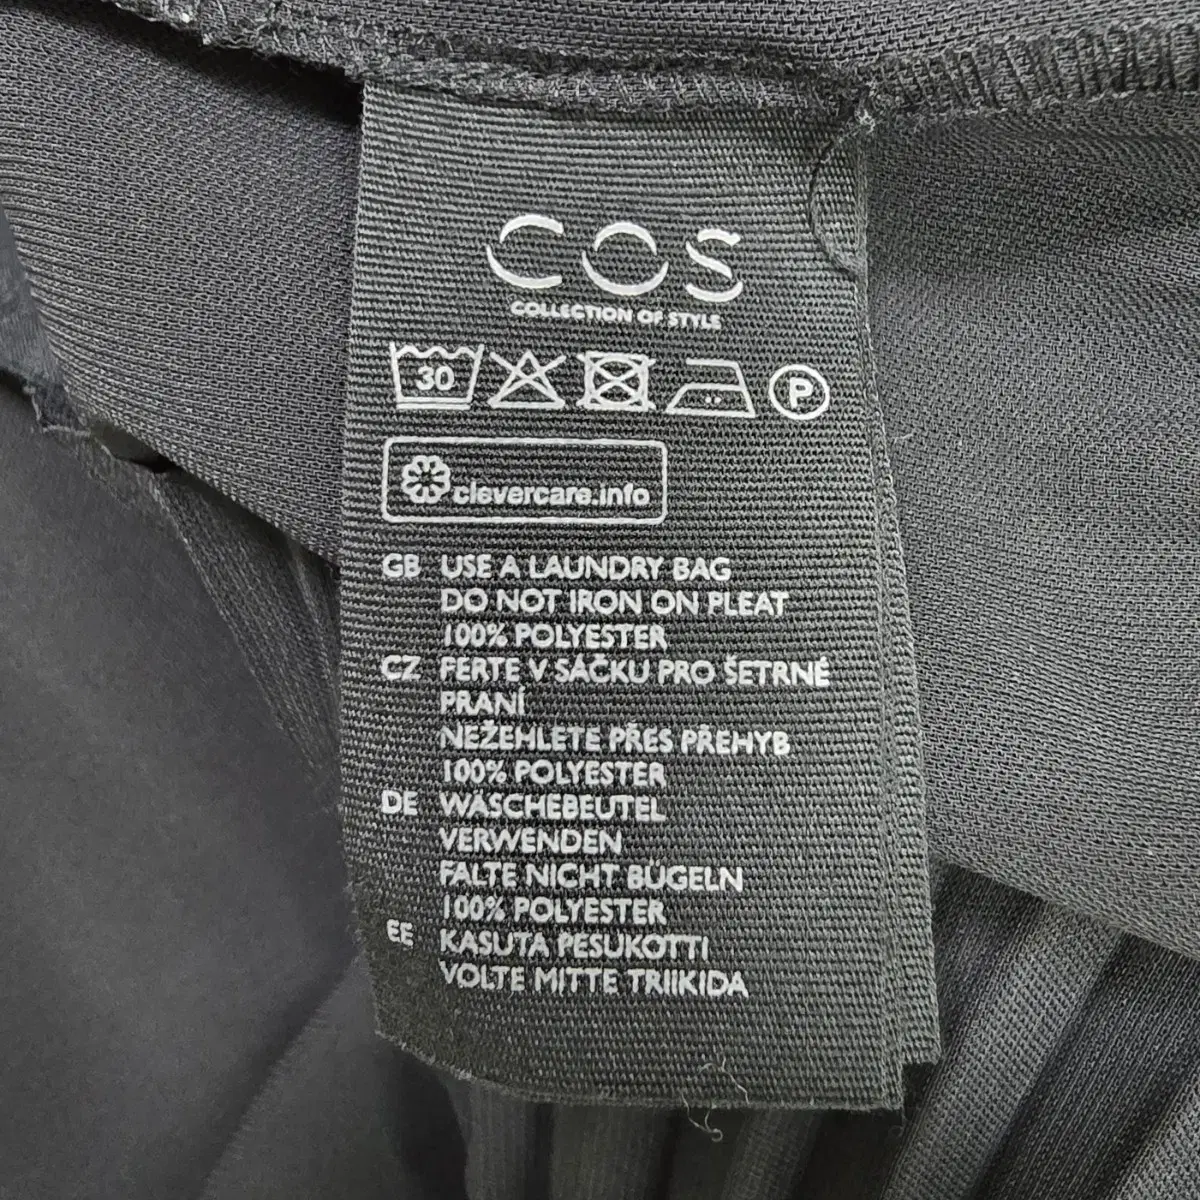 COS
COLLECTION OF STYLE
30 P
clevercare.info
GB USE A LAUNDRY BAG
DO NOT IRON ON PLEAT
100% POLYESTER
CZ PERTE V SÁČKU PRO ŠETRNÉ
PRANÍ
NEŽEHLETE PŘES PŘEHYB
100% POLYESTER
DE WÄSCHEBEUTEL
VERWENDEN
FALTE NICHT BÜGELN
100% POLYESTER
EE KASUTA PESUKOTTI
VOLTE MITTE TRIIKIDA